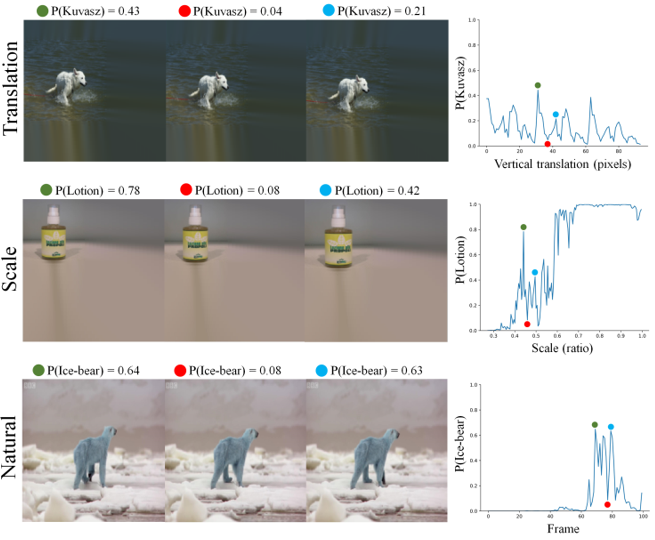 P(Kuvasz) = 0.43 P(Kuvasz) = 0.04 P(Kuvasz) = 0.21
Translation
P(Kuvasz)
1.0
0.8
0.6
0.4
0.2
0.0
0 20 40 60 80
Vertical translation (pixels)
P(Lotion) = 0.78 P(Lotion) = 0.08 P(Lotion) = 0.42
Scale
P(Lotion)
1.0
0.8
0.6
0.4
0.2
0.0
0.3 0.4 0.5 0.6 0.7 0.8 0.9 1.0
Scale (ratio)
P(Ice-bear) = 0.64 P(Ice-bear) = 0.08 P(Ice-bear) = 0.63
Natural
P(Ice-bear)
1.0
0.8
0.6
0.4
0.2
0.0
0 20 40 60 80 100
Frame